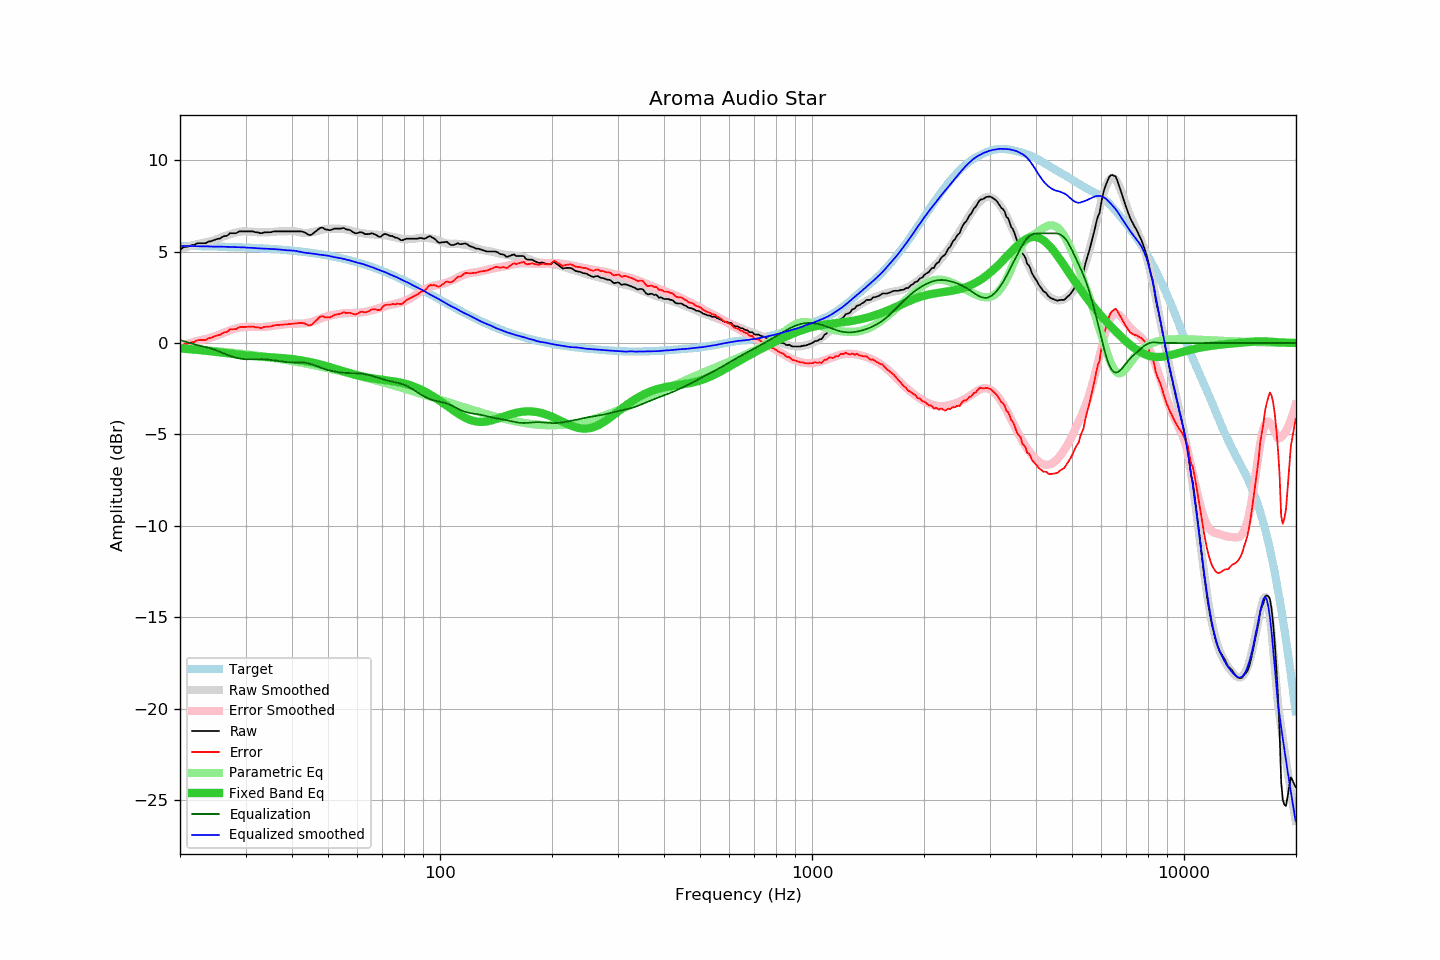 Aroma Audio Star
Amplitude (dBr)
10
5
0
−5
−10
−15
−20
−25
Target
Raw Smoothed
Error Smoothed
Raw
Error
Parametric Eq
Fixed Band Eq
Equalization
Equalized smoothed
100
1000
10000
Frequency (Hz)